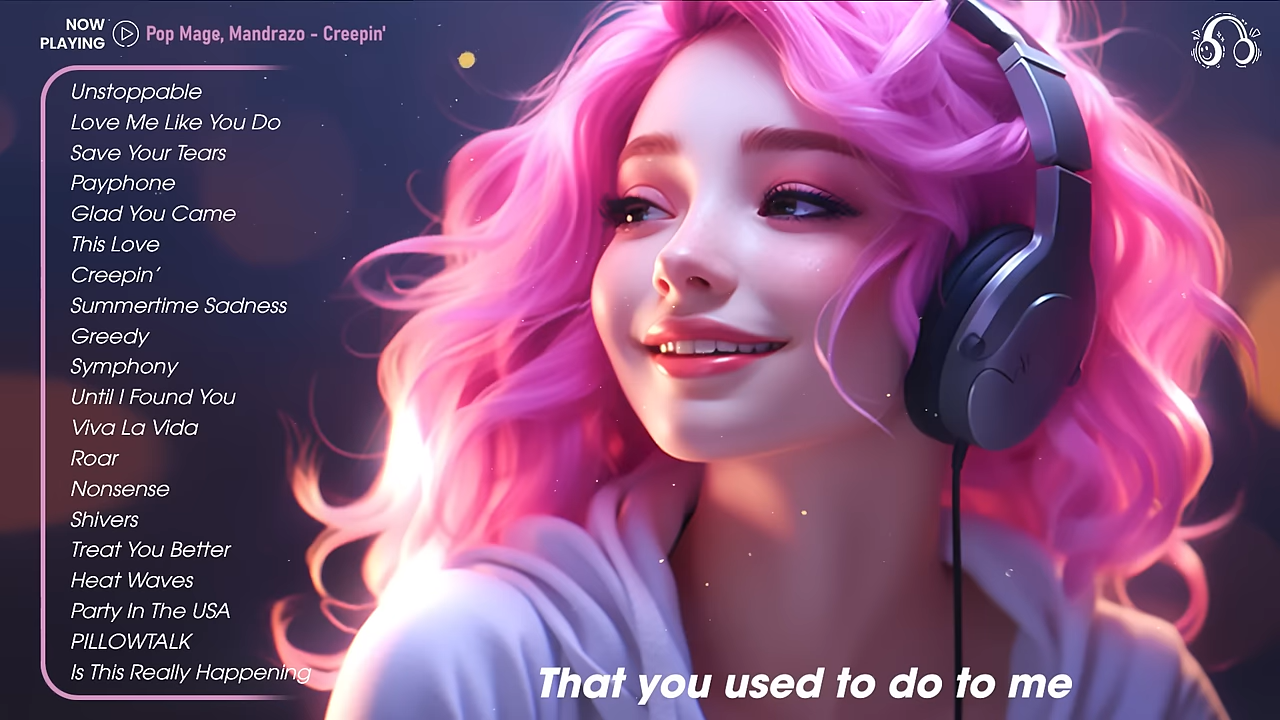 NOW
PLAYING
Pop Mage, Mandrazo - Creepin'
Unstoppable
Love Me Like You Do
Save Your Tears
Payphone
Glad You Came
This Love
Creepin’
Summertime Sadness
Greedy
Symphony
Until I Found You
Viva La Vida
Roar
Nonsense
Shivers
Treat You Better
Heat Waves
Party In The USA
PILLOWTALK
Is This Really Happening
That you used to do to me